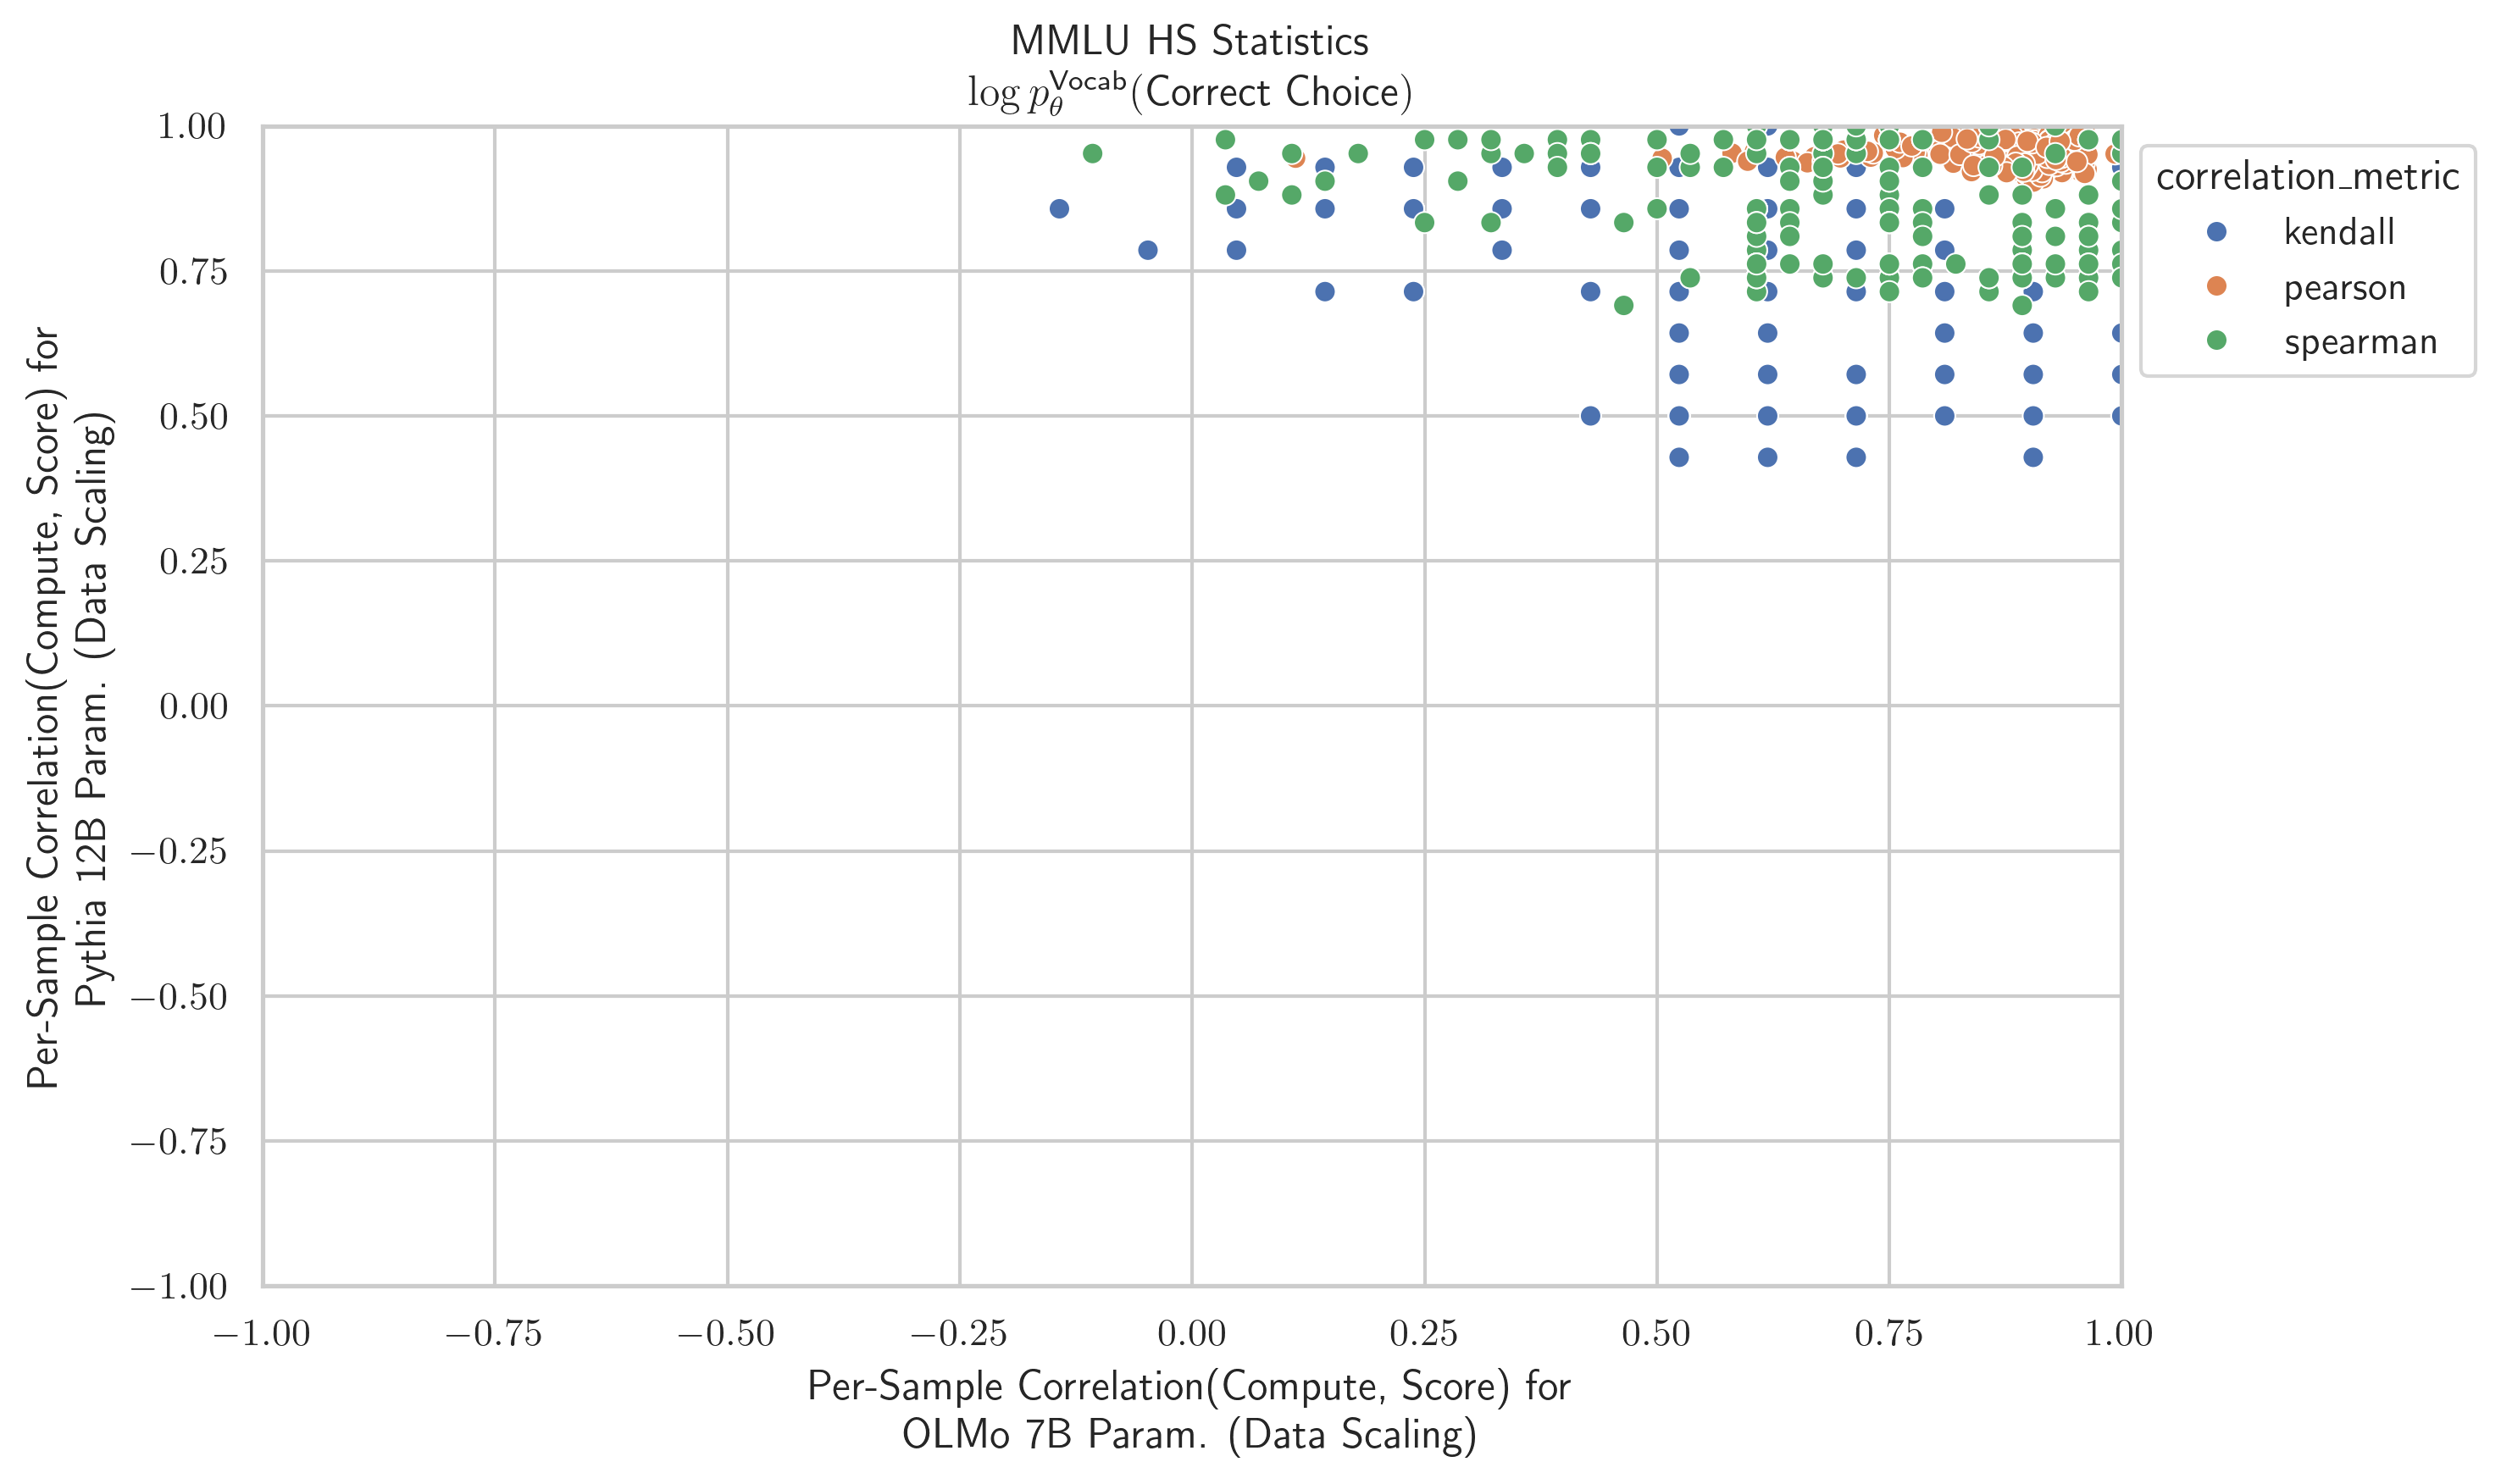 MMLU HS Statistics
log p_θ^Vocab(Correct Choice)
Per-Sample Correlation(Compute, Score) for
Pythia 12B Param. (Data Scaling)
1.00
0.75
0.50
0.25
0.00
−0.25
−0.50
−0.75
−1.00
−1.00
−0.75
−0.50
−0.25
0.00
0.25
0.50
0.75
1.00
Per-Sample Correlation(Compute, Score) for
OLMo 7B Param. (Data Scaling)
correlation_metric
kendall
pearson
spearman